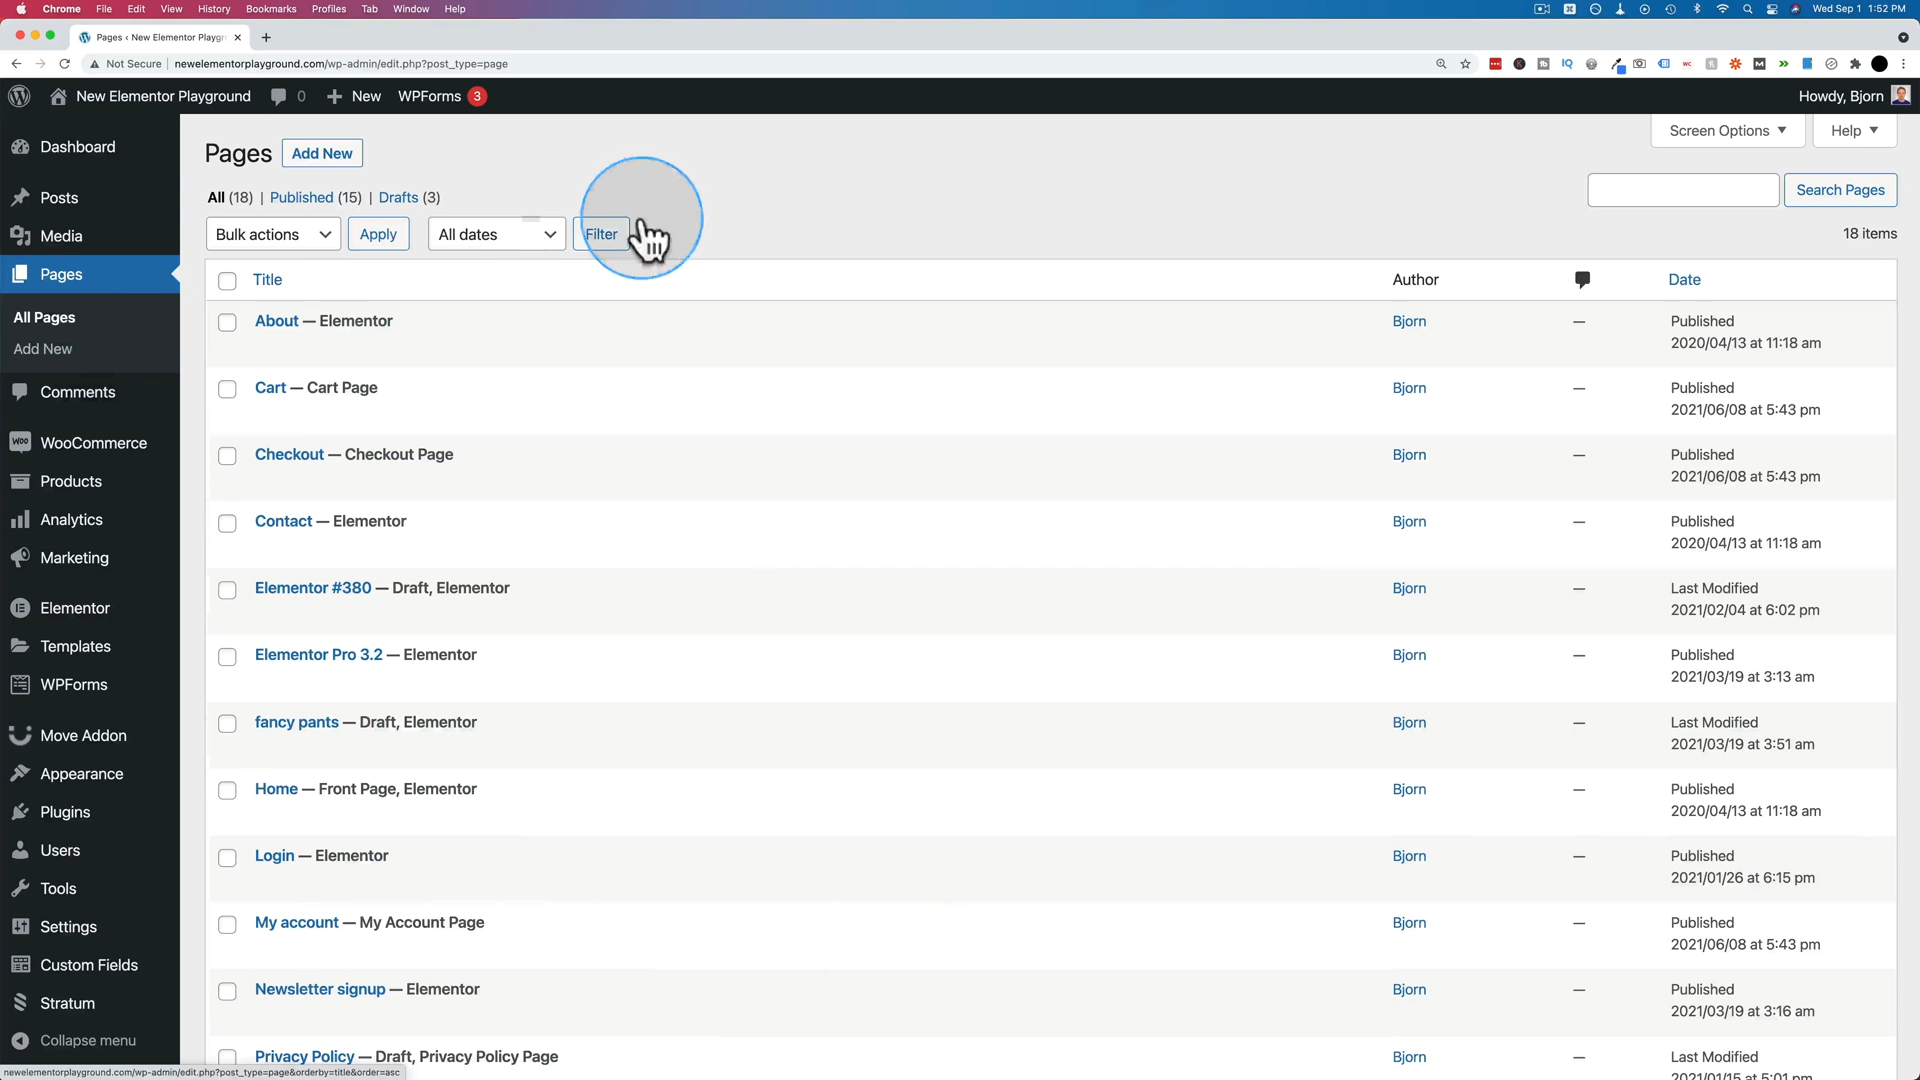 Chrome File Edit View History Bookmarks Profiles Tab Window Help Wed Sep 1 1:52 PM
Pages ‹ New Elementor Playgr
Not Secure newelementorplayground.com/wp-admin/edit.php?post_type=page
New Elementor Playground 0 New WPForms 3 Howdy, Bjorn
Screen Options Help
Pages Add New
All (18) | Published (15) | Drafts (3)
Search Pages
Bulk actions Apply All dates Filter 18 items
Dashboard
Posts
Media
Pages
All Pages
Add New
Comments
WooCommerce
Products
Analytics
Marketing
Elementor
Templates
WPForms
Move Addon
Appearance
Plugins
Users
Tools
Settings
Custom Fields
Stratum
Collapse menu
Title Author Date
About — Elementor Bjorn — Published
2020/04/13 at 11:18 am
Cart — Cart Page Bjorn — Published
2021/06/08 at 5:43 pm
Checkout — Checkout Page Bjorn — Published
2021/06/08 at 5:43 pm
Contact — Elementor Bjorn — Published
2020/04/13 at 11:18 am
Elementor #380 — Draft, Elementor Bjorn — Last Modified
2021/02/04 at 6:02 pm
Elementor Pro 3.2 — Elementor Bjorn — Published
2021/03/19 at 3:13 am
fancy pants — Draft, Elementor Bjorn — Last Modified
2021/03/19 at 3:51 am
Home — Front Page, Elementor Bjorn — Published
2020/04/13 at 11:18 am
Login — Elementor Bjorn — Published
2021/01/26 at 6:15 pm
My account — My Account Page Bjorn — Published
2021/06/08 at 5:43 pm
Newsletter signup — Elementor Bjorn — Published
2021/03/19 at 3:16 am
Privacy Policy — Draft, Privacy Policy Page Bjorn — Last Modified
2021/01/15 at 5:01 pm
newelementorplayground.com/wp-admin/edit.php?post_type=page&orderby=title&order=asc